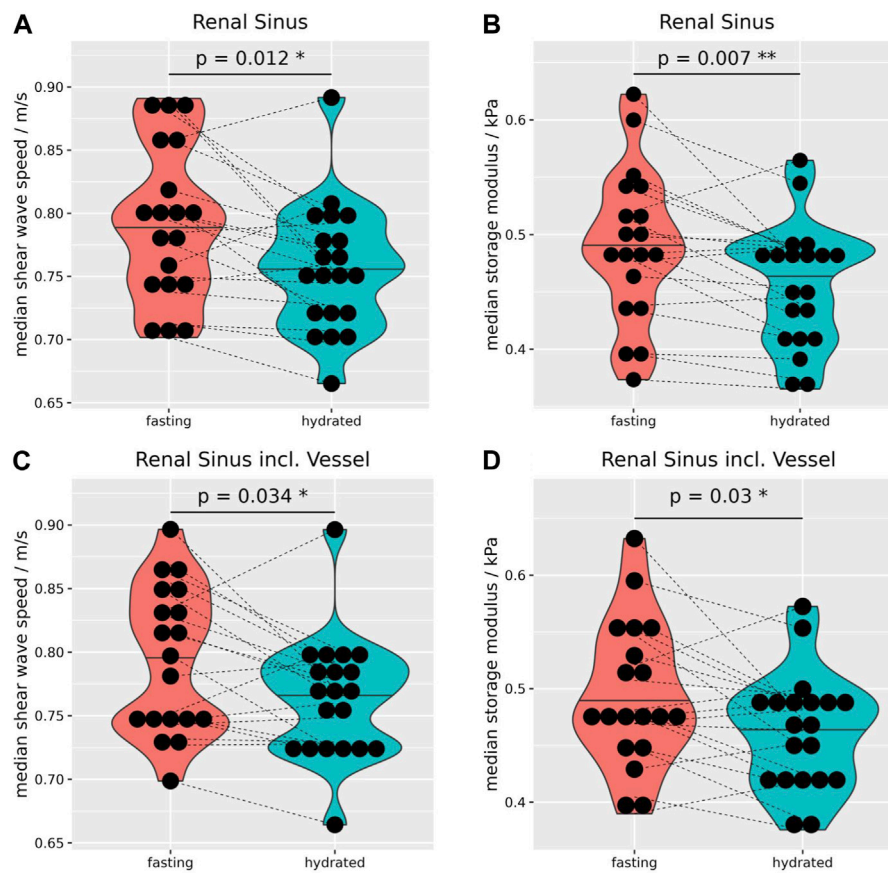 A
Renal Sinus
p = 0.012 *
median shear wave speed / m/s
0.90
0.85
0.80
0.75
0.70
0.65
fasting
hydrated
B
Renal Sinus
p = 0.007 **
median storage modulus / kPa
0.6
0.5
0.4
fasting
hydrated
C
Renal Sinus incl. Vessel
p = 0.034 *
median shear wave speed / m/s
0.90
0.85
0.80
0.75
0.70
0.65
fasting
hydrated
D
Renal Sinus incl. Vessel
p = 0.03 *
median storage modulus / kPa
0.6
0.5
0.4
fasting
hydrated